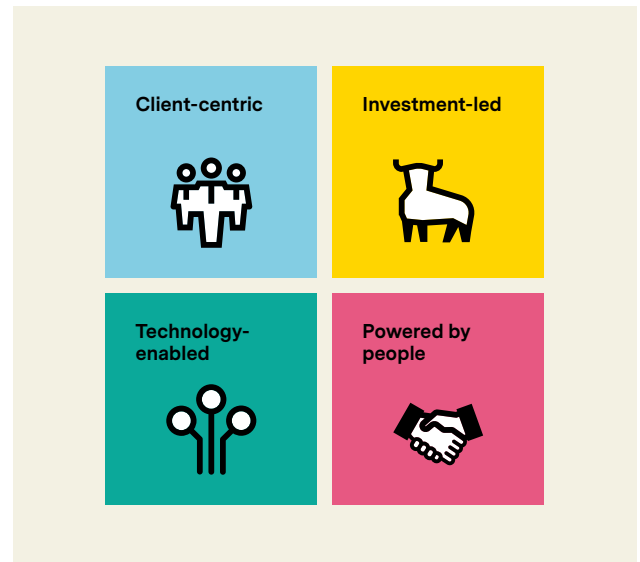 Client-centric
Investment-led
Technology-
enabled
Powered by
people